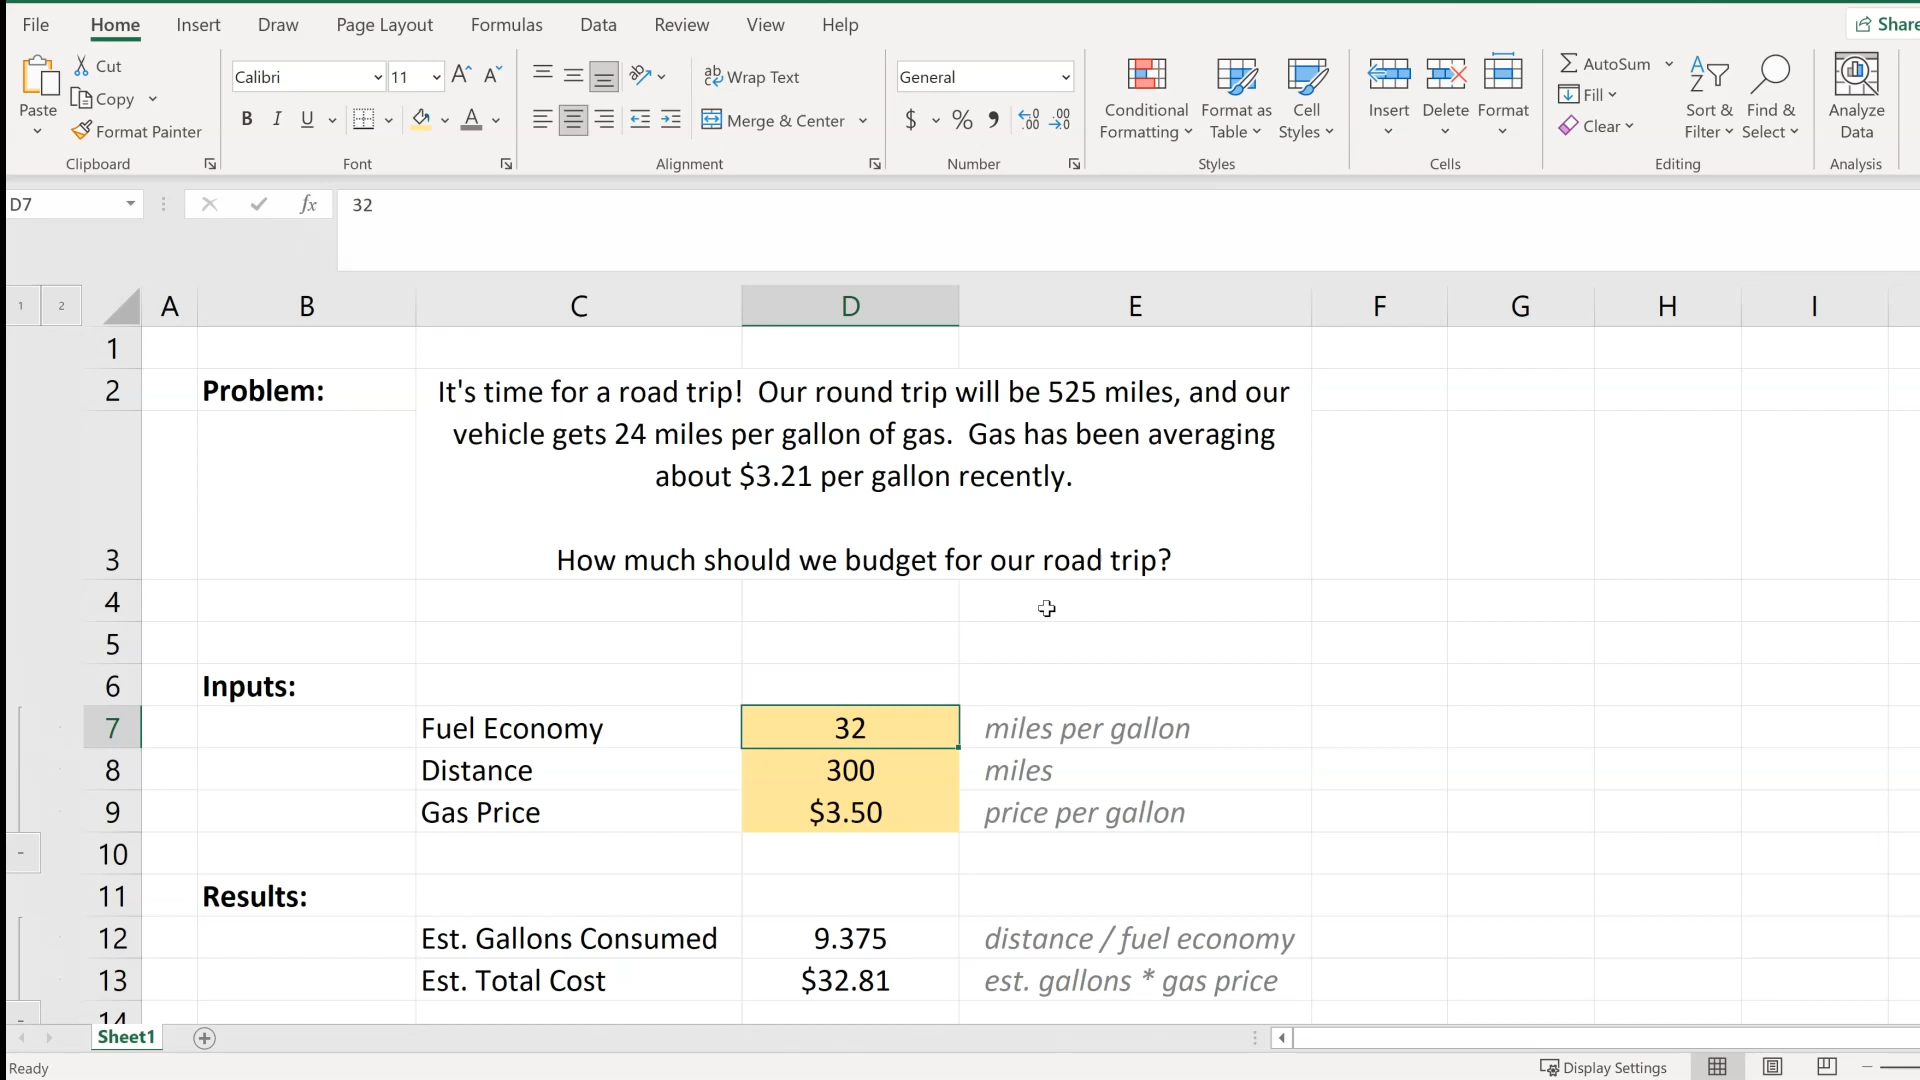 File Home Insert Draw Page Layout Formulas Data Review View Help Share
Paste
Cut
Copy
Format Painter
Clipboard
Calibri 11 A^ A˅
B I U A
Font
ab Wrap Text
Merge & Center
Alignment
General
$ % 9 .00 .00
Number
Conditional Formatting
Format as Table
Cell Styles
Styles
Insert Delete Format
Cells
AutoSum
Fill
Clear
Sort & Filter
Find & Select
Editing
Analyze Data
Analysis
D7 fx 32
1 2 A B C D E F G H I
1
2 Problem: It's time for a road trip! Our round trip will be 525 miles, and our
vehicle gets 24 miles per gallon of gas. Gas has been averaging
about $3.21 per gallon recently.
3 How much should we budget for our road trip?
4
5
6 Inputs:
7 Fuel Economy 32 miles per gallon
8 Distance 300 miles
9 Gas Price $3.50 price per gallon
10
11 Results:
12 Est. Gallons Consumed 9.375 distance / fuel economy
13 Est. Total Cost $32.81 est. gallons * gas price
14
Sheet1
Ready Display Settings